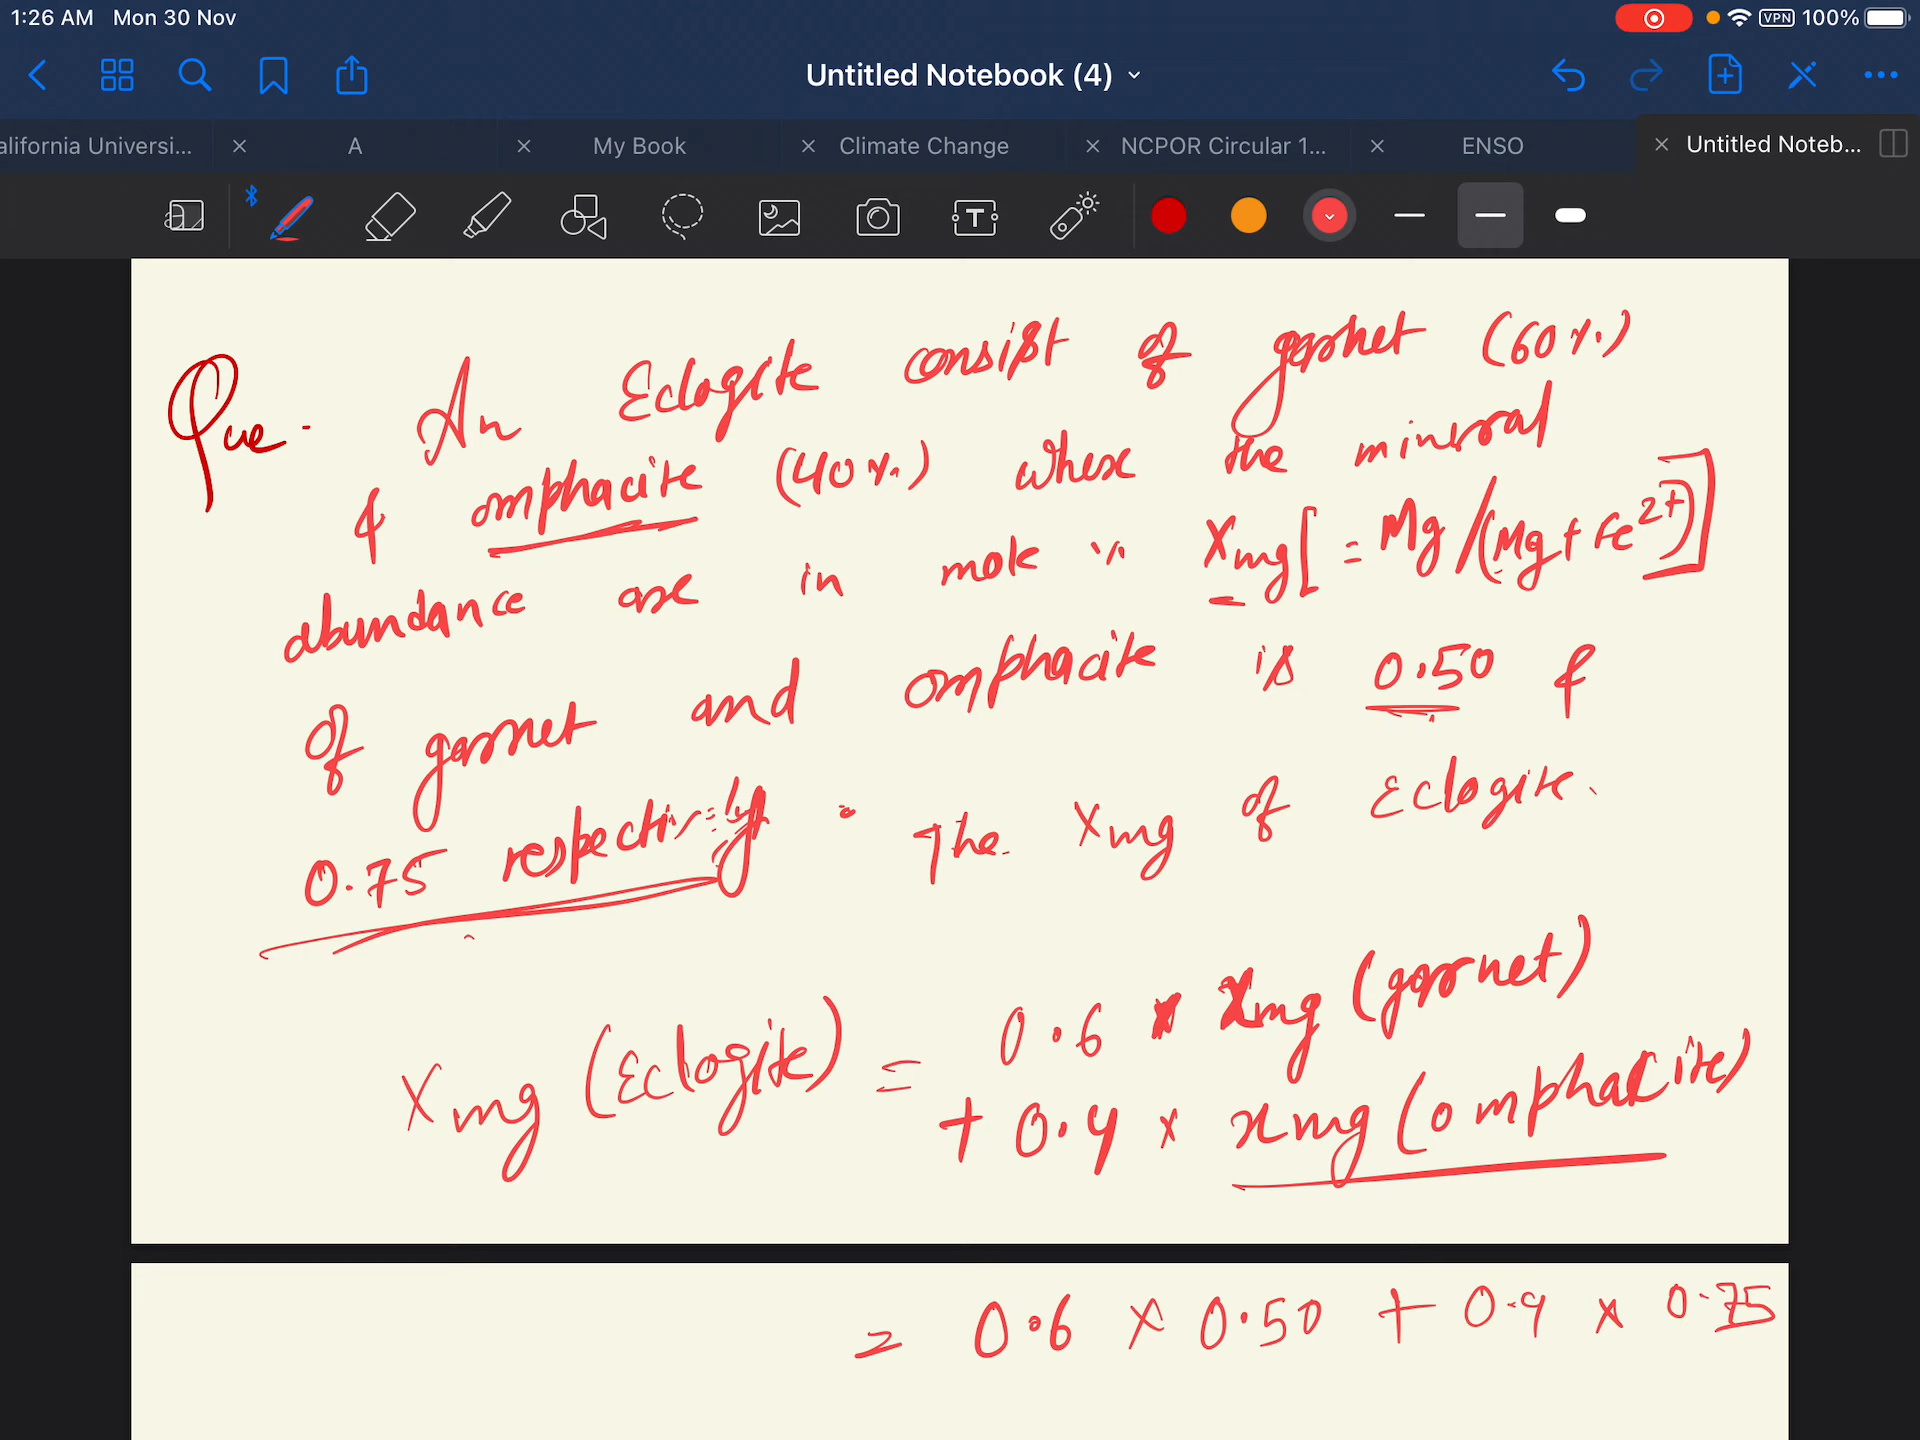 1:26 AM Mon 30 Nov
VPN 100%
Untitled Notebook (4)
alifornia Universi...
A
My Book
Climate Change
NCPOR Circular 1...
ENSO
Untitled Noteb...
Que. An Eclogite consist of garnet (60%)
& omphacite (40%) where the mineral
abundance are in mole % Xmg[= Mg/(Mg+Fe²⁺)]
of garnet and omphacite is 0.50 &
0.75 respectively. The Xmg of Eclogite.
Xmg (Eclogite) = 0.6 × Xmg (garnet)
+ 0.4 × xmg (omphacite)
= 0.6 × 0.50 + 0.4 × 0.75